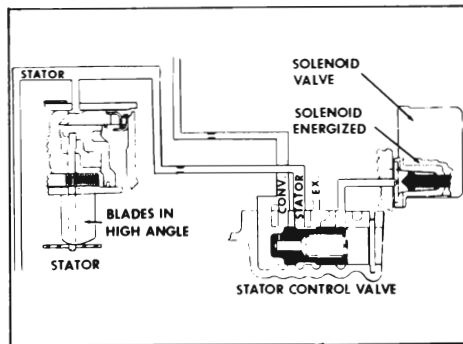 STATOR
SOLENOID
VALVE
SOLENOID
ENERGIZED
CONV.
STATOR
EX.
BLADES IN
HIGH ANGLE
STATOR
STATOR CONTROL VALVE